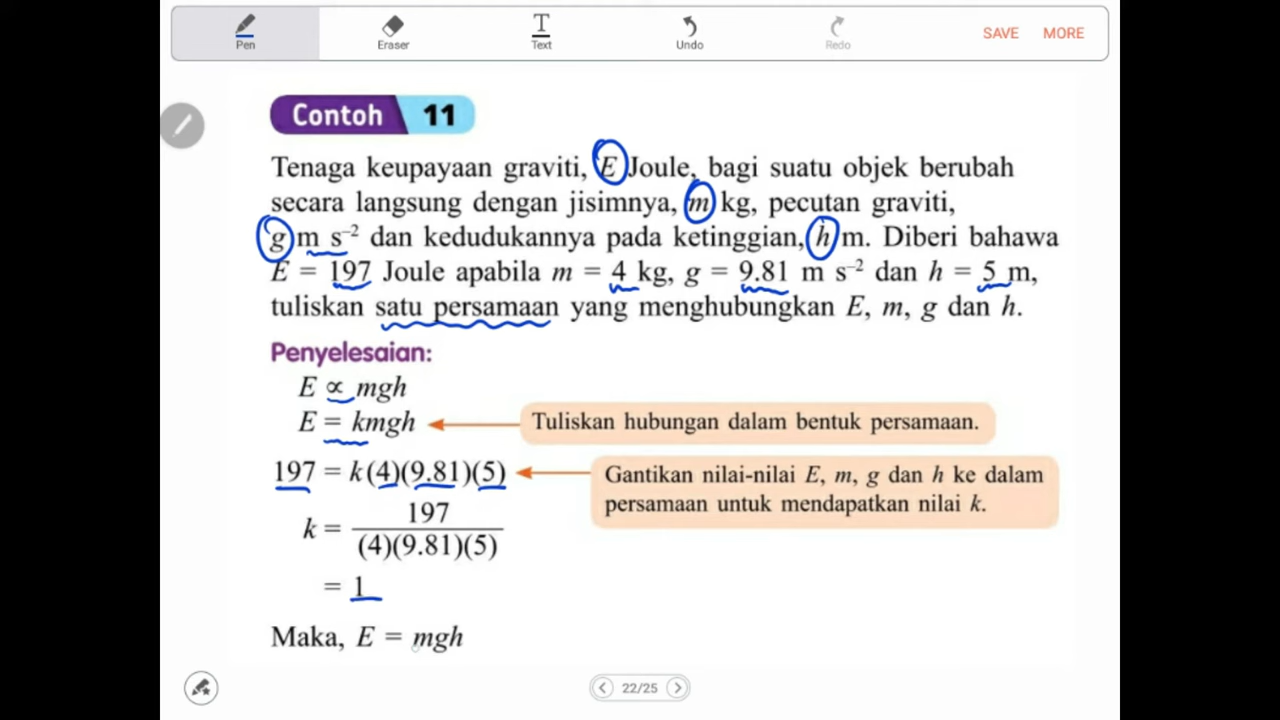 Pen
Eraser
Text
Undo
Redo
SAVE
MORE
Contoh 11
Tenaga keupayaan graviti, E Joule, bagi suatu objek berubah
secara langsung dengan jisimnya, m kg, pecutan graviti,
g m s⁻² dan kedudukannya pada ketinggian, h m. Diberi bahawa
E = 197 Joule apabila m = 4 kg, g = 9.81 m s⁻² dan h = 5 m,
tuliskan satu persamaan yang menghubungkan E, m, g dan h.
Penyelesaian:
E ∝ mgh
E = kmgh
Tuliskan hubungan dalam bentuk persamaan.
197 = k(4)(9.81)(5)
Gantikan nilai-nilai E, m, g dan h ke dalam
persamaan untuk mendapatkan nilai k.
k = 197
(4)(9.81)(5)
= 1
Maka, E = mgh
22/25